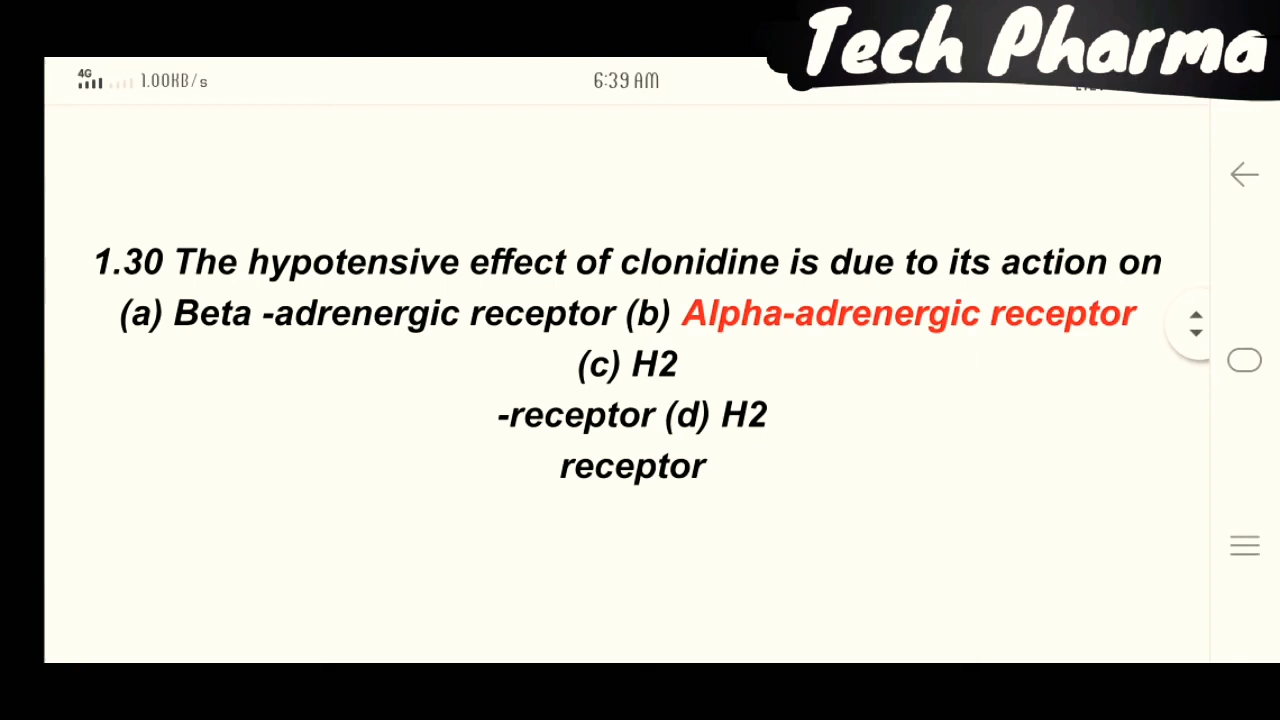 Tech Pharma
4G 1.00KB/s 6:39 AM
1.30 The hypotensive effect of clonidine is due to its action on
(a) Beta -adrenergic receptor (b) Alpha-adrenergic receptor
(c) H2
-receptor (d) H2
receptor